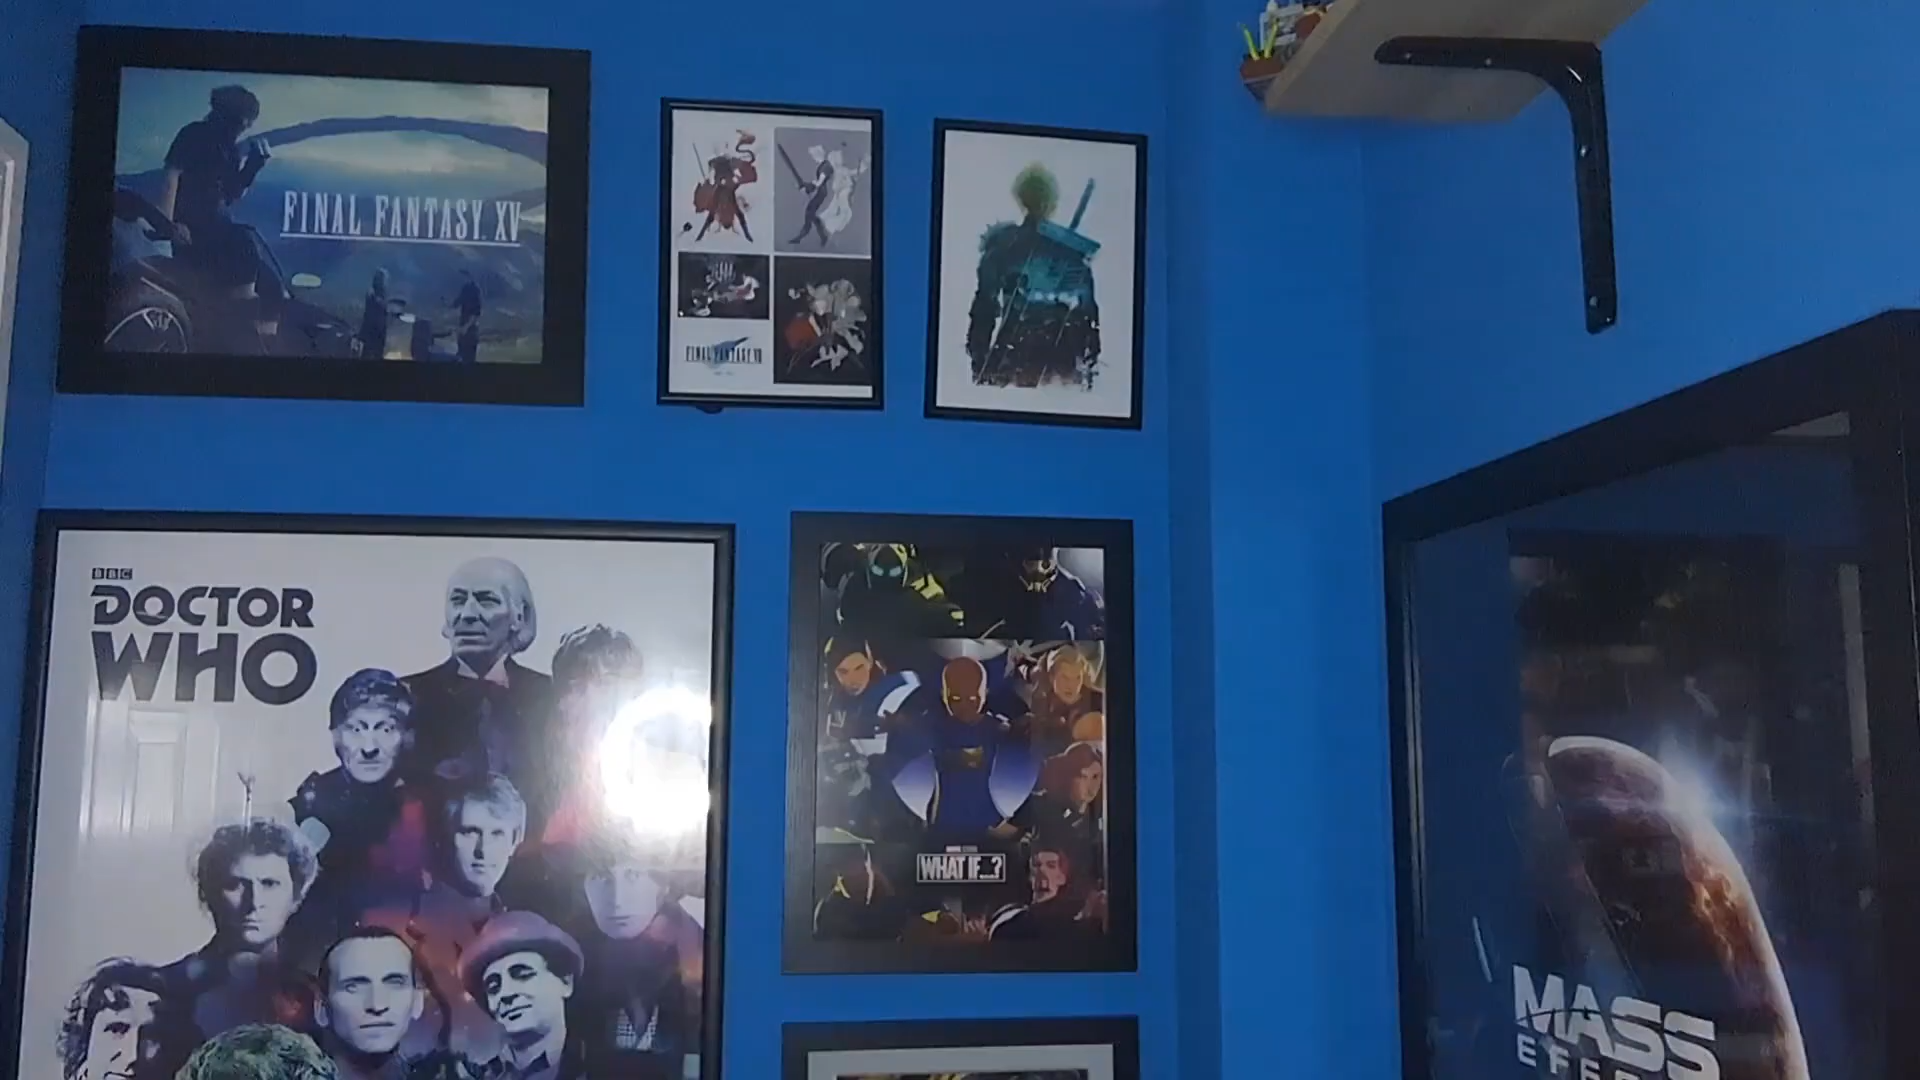 FINAL FANTASY XV
FINAL FANTASY VII
BBC
DOCTOR
WHO
WHAT IF...?
MASS